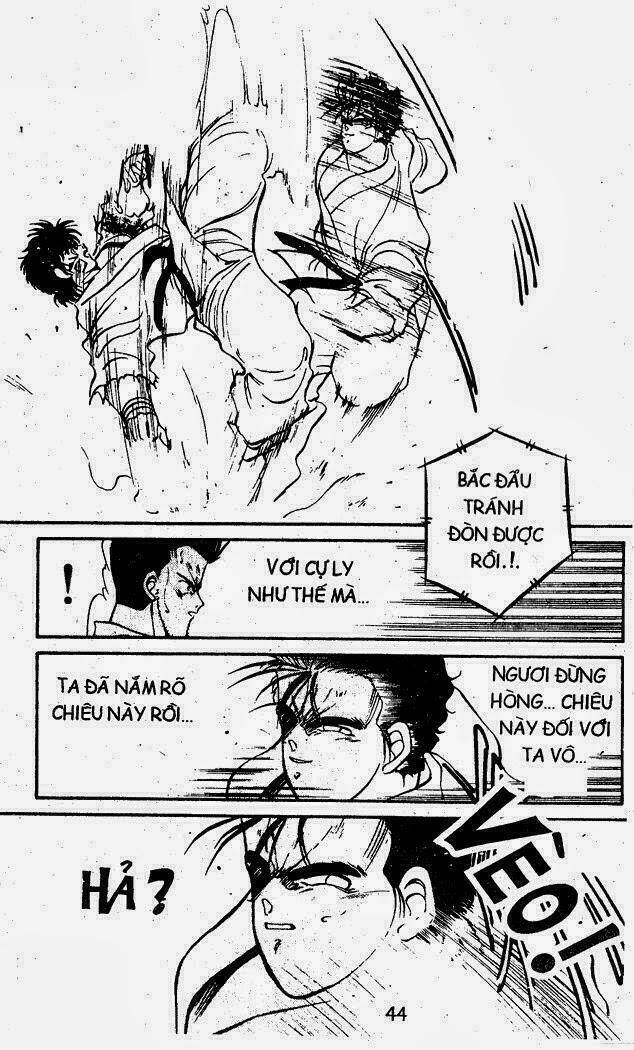 BẮC ĐẨU
TRÁNH
ĐÒN ĐƯỢC
RỒI.!.
!
VỚI CỰ LY
NHƯ THẾ MÀ...
TA ĐÃ NẮM RÕ
CHIÊU NÀY RỒI...
NGƯƠI ĐỪNG
HÒNG... CHIÊU
NÀY ĐỐI VỚI
TA VÔ...
VÈO!
HẢ?
44